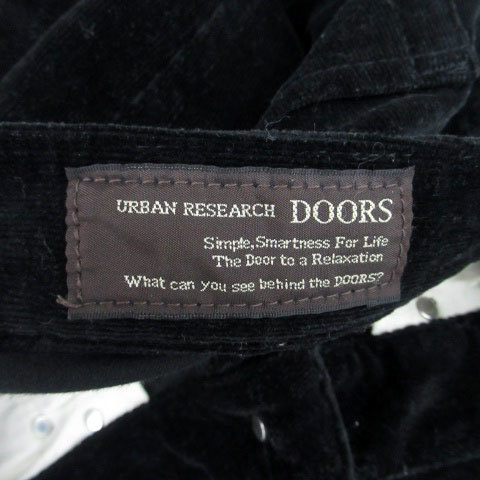 URBAN RESEARCH DOORS
Simple,Smartness For Life
The Door to a Relaxation
What can you see behind the DOORS?